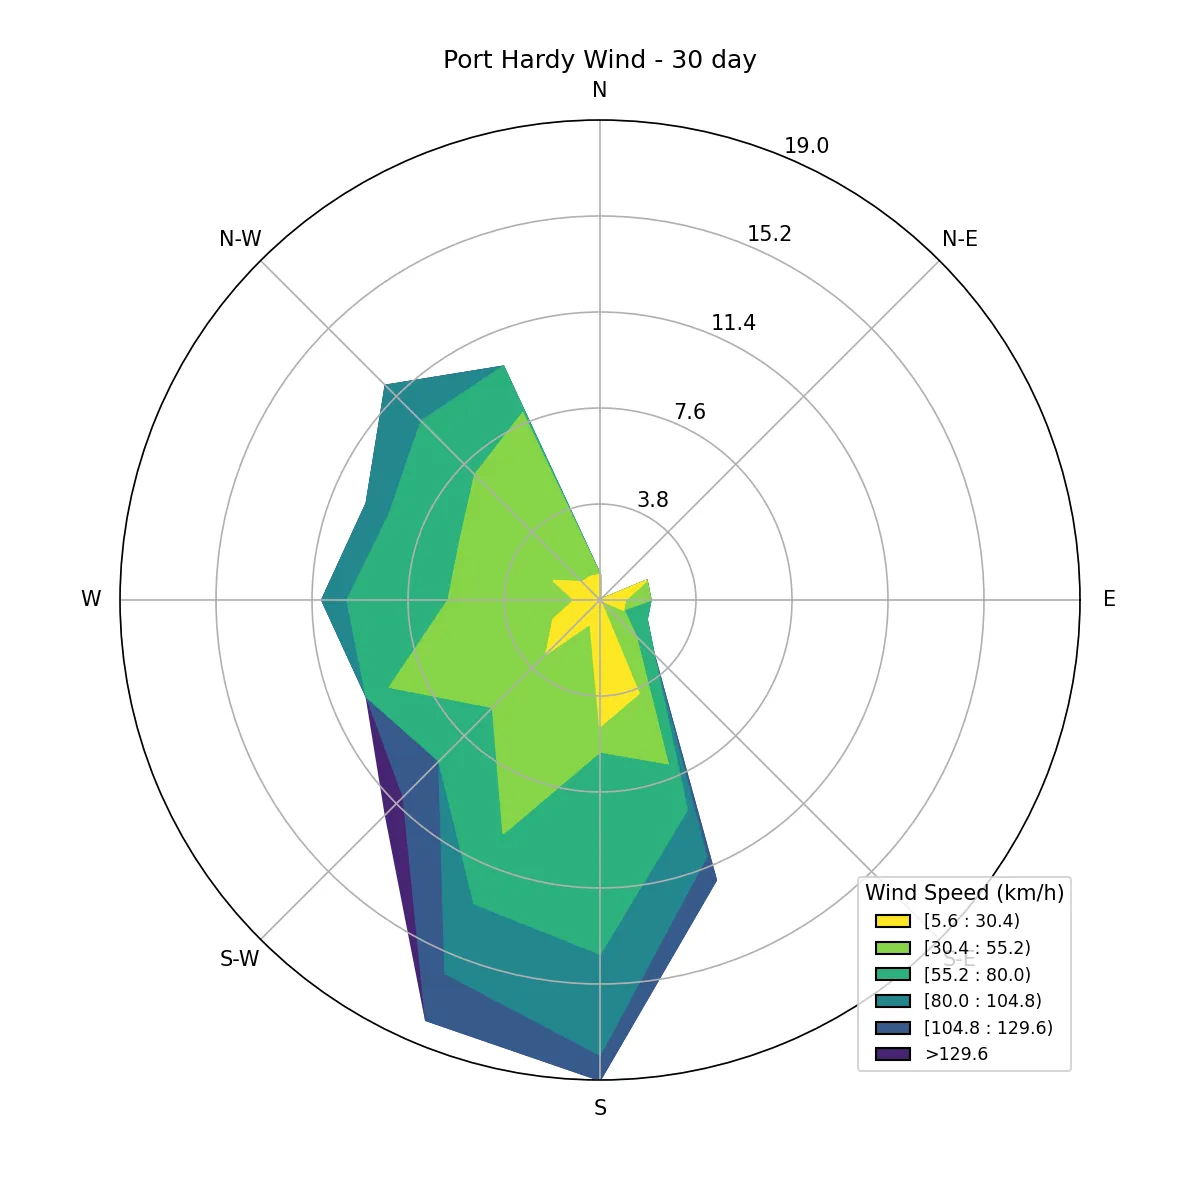 Port Hardy Wind - 30 day
N
19.0
N-W
15.2
N-E
11.4
7.6
3.8
W
E
S-W
S-E
S
Wind Speed (km/h)
[5.6 : 30.4)
[30.4 : 55.2)
[55.2 : 80.0)
[80.0 : 104.8)
[104.8 : 129.6)
>129.6